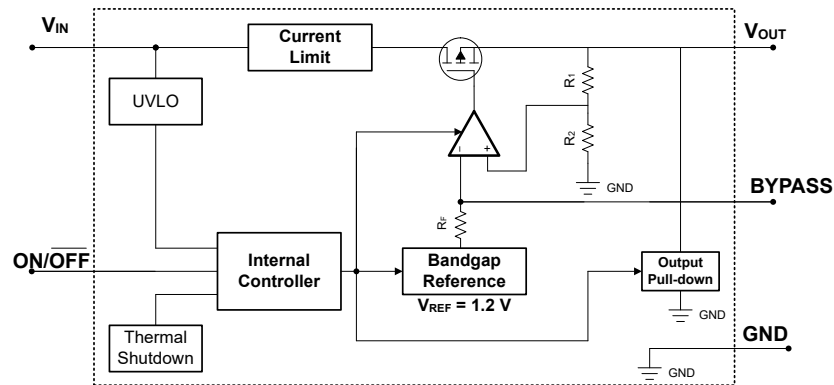 VIN
Current
Limit
VOUT
UVLO
R1
R2
-
+
GND
BYPASS
RF
ON/OFF
Internal
Controller
Bandgap
Reference
VREF = 1.2 V
Output
Pull-down
GND
Thermal
Shutdown
GND
GND